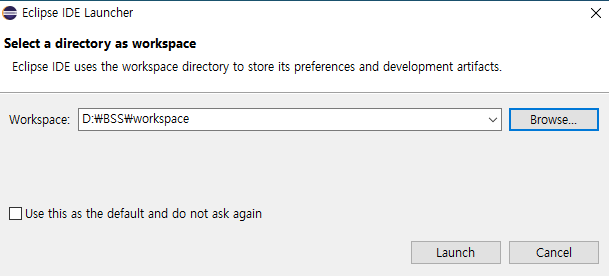 Eclipse IDE Launcher
Select a directory as workspace
Eclipse IDE uses the workspace directory to store its preferences and development artifacts.
Workspace: D:₩BSS₩workspace Browse...
Use this as the default and do not ask again
Launch Cancel